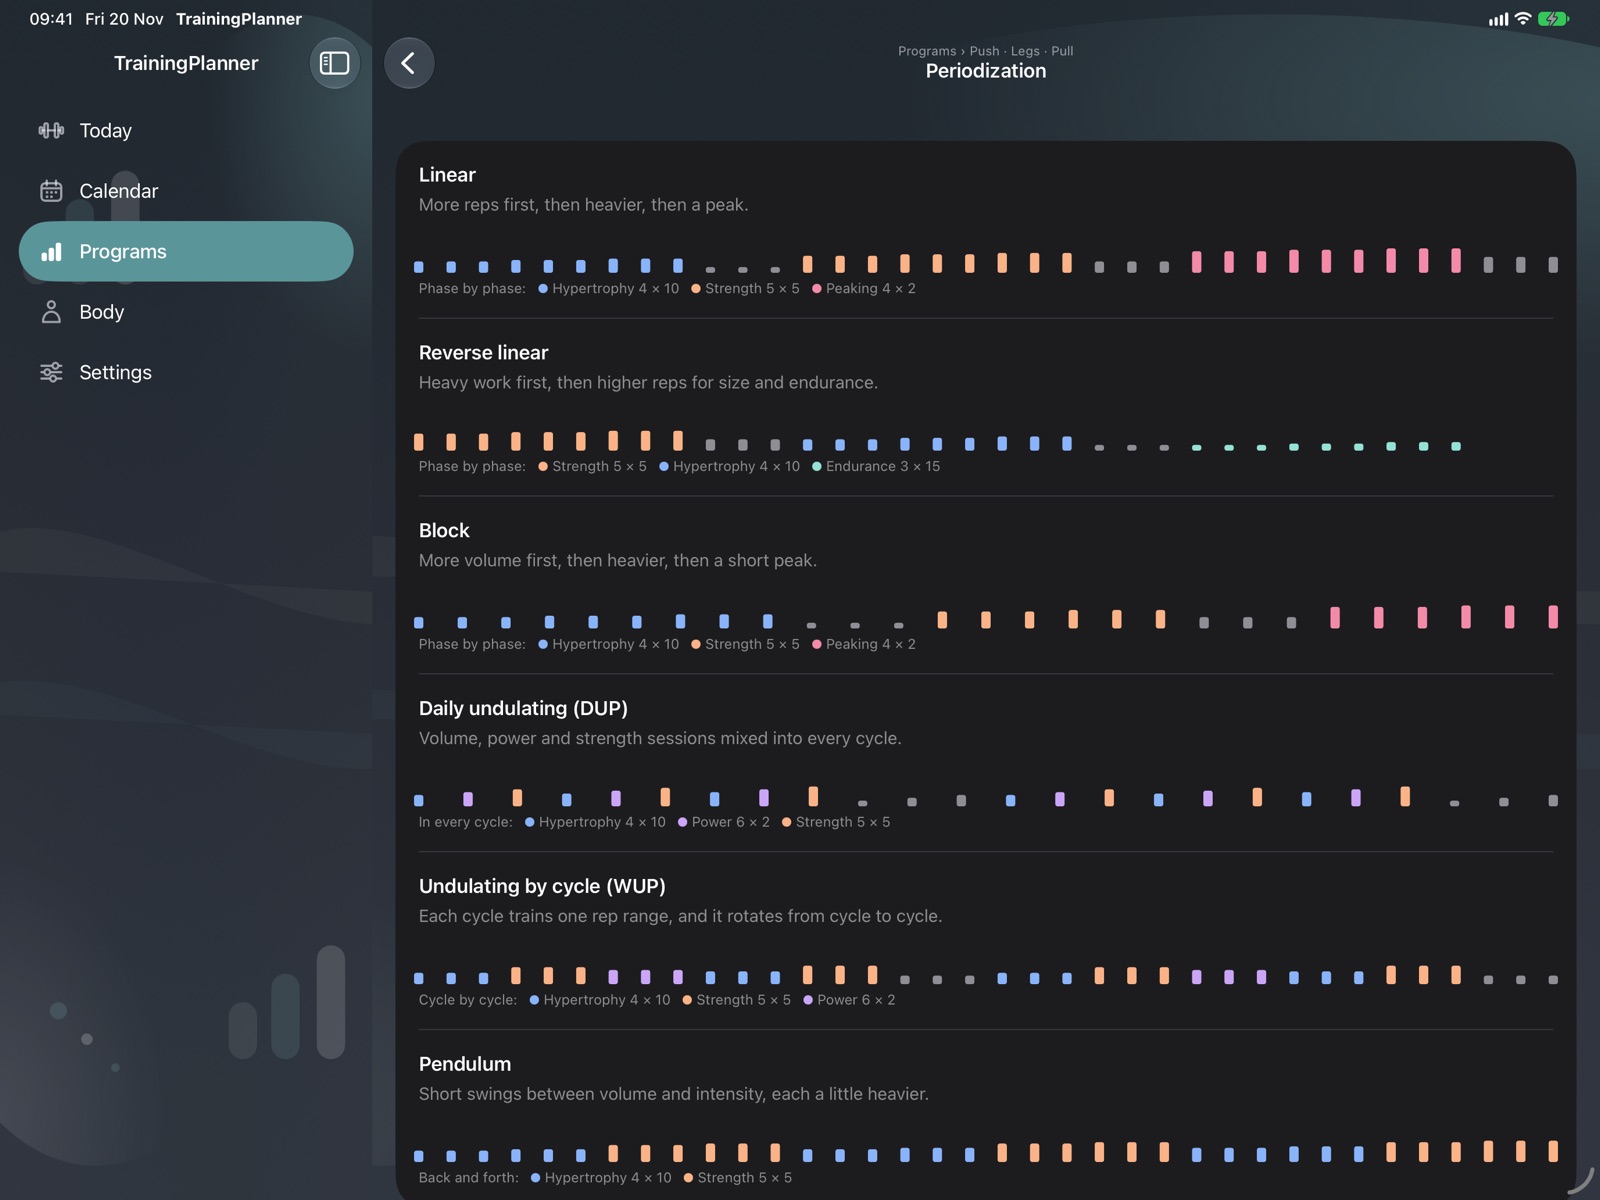 09:41 Fri 20 Nov TrainingPlanner
TrainingPlanner
Today
Calendar
Programs
Body
Settings
Programs › Push · Legs · Pull
Periodization
Linear
More reps first, then heavier, then a peak.
Phase by phase: Hypertrophy 4 × 10 Strength 5 × 5 Peaking 4 × 2
Reverse linear
Heavy work first, then higher reps for size and endurance.
Phase by phase: Strength 5 × 5 Hypertrophy 4 × 10 Endurance 3 × 15
Block
More volume first, then heavier, then a short peak.
Phase by phase: Hypertrophy 4 × 10 Strength 5 × 5 Peaking 4 × 2
Daily undulating (DUP)
Volume, power and strength sessions mixed into every cycle.
In every cycle: Hypertrophy 4 × 10 Power 6 × 2 Strength 5 × 5
Undulating by cycle (WUP)
Each cycle trains one rep range, and it rotates from cycle to cycle.
Cycle by cycle: Hypertrophy 4 × 10 Strength 5 × 5 Power 6 × 2
Pendulum
Short swings between volume and intensity, each a little heavier.
Back and forth: Hypertrophy 4 × 10 Strength 5 × 5